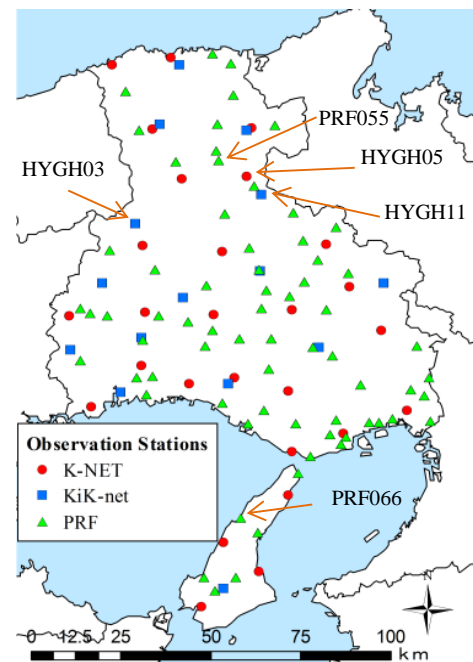 PRF055
HYGH05
HYGH03
HYGH11
Observation Stations
K-NET
KiK-net
PRF
PRF066
N
0 12.5 25 50 75 100
km